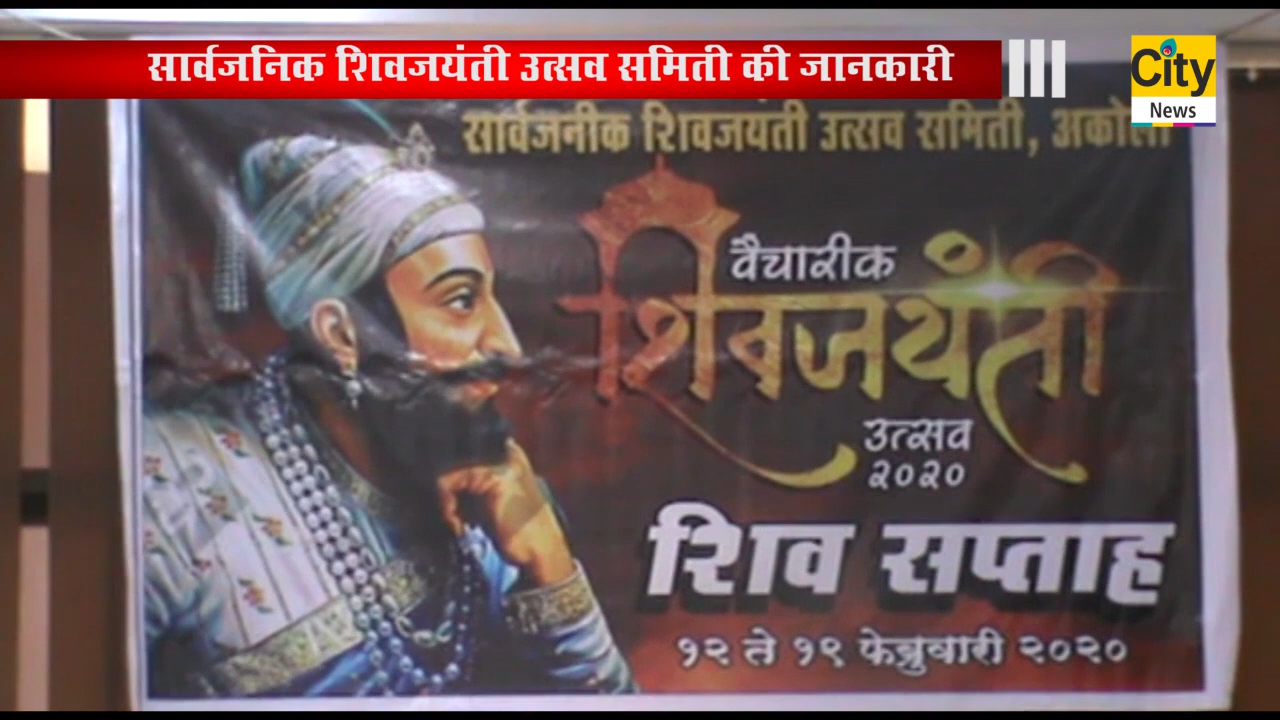 सार्वजनिक शिवजयंती उत्सव समिती की जानकारी
City
News
सार्वजनीक शिवजयंती उत्सव समिती, अकोला
वैचारीक
शिवजयंती
उत्सव
२०२०
शिव सप्ताह
१२ ते १९ फेब्रुवारी २०२०